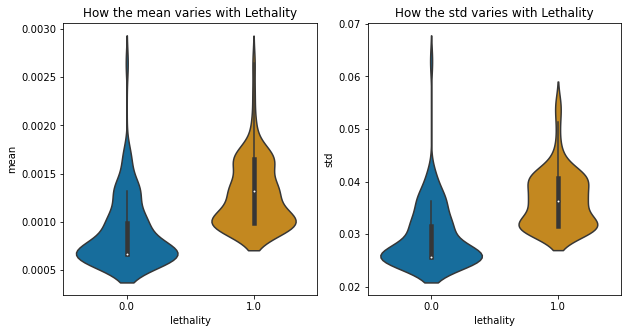 How the mean varies with Lethality
mean
0.0030
0.0025
0.0020
0.0015
0.0010
0.0005
0.0
1.0
lethality
How the std varies with Lethality
std
0.07
0.06
0.05
0.04
0.03
0.02
0.0
1.0
lethality